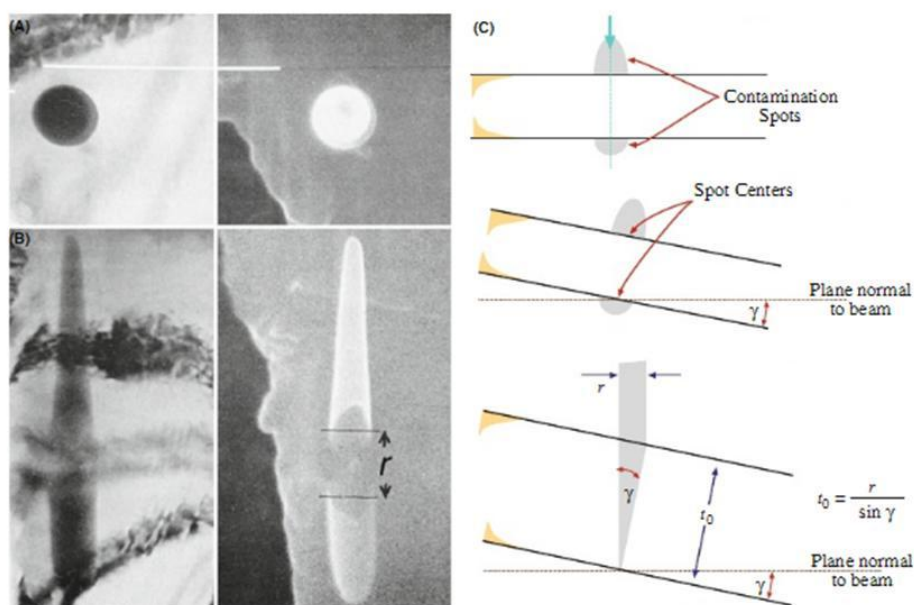 (A)
(B)
r
(C)
Contamination
Spots
Spot Centers
Plane normal
to beam
γ
r
γ
t₀
t₀ = r / sin γ
Plane normal
to beam
γ